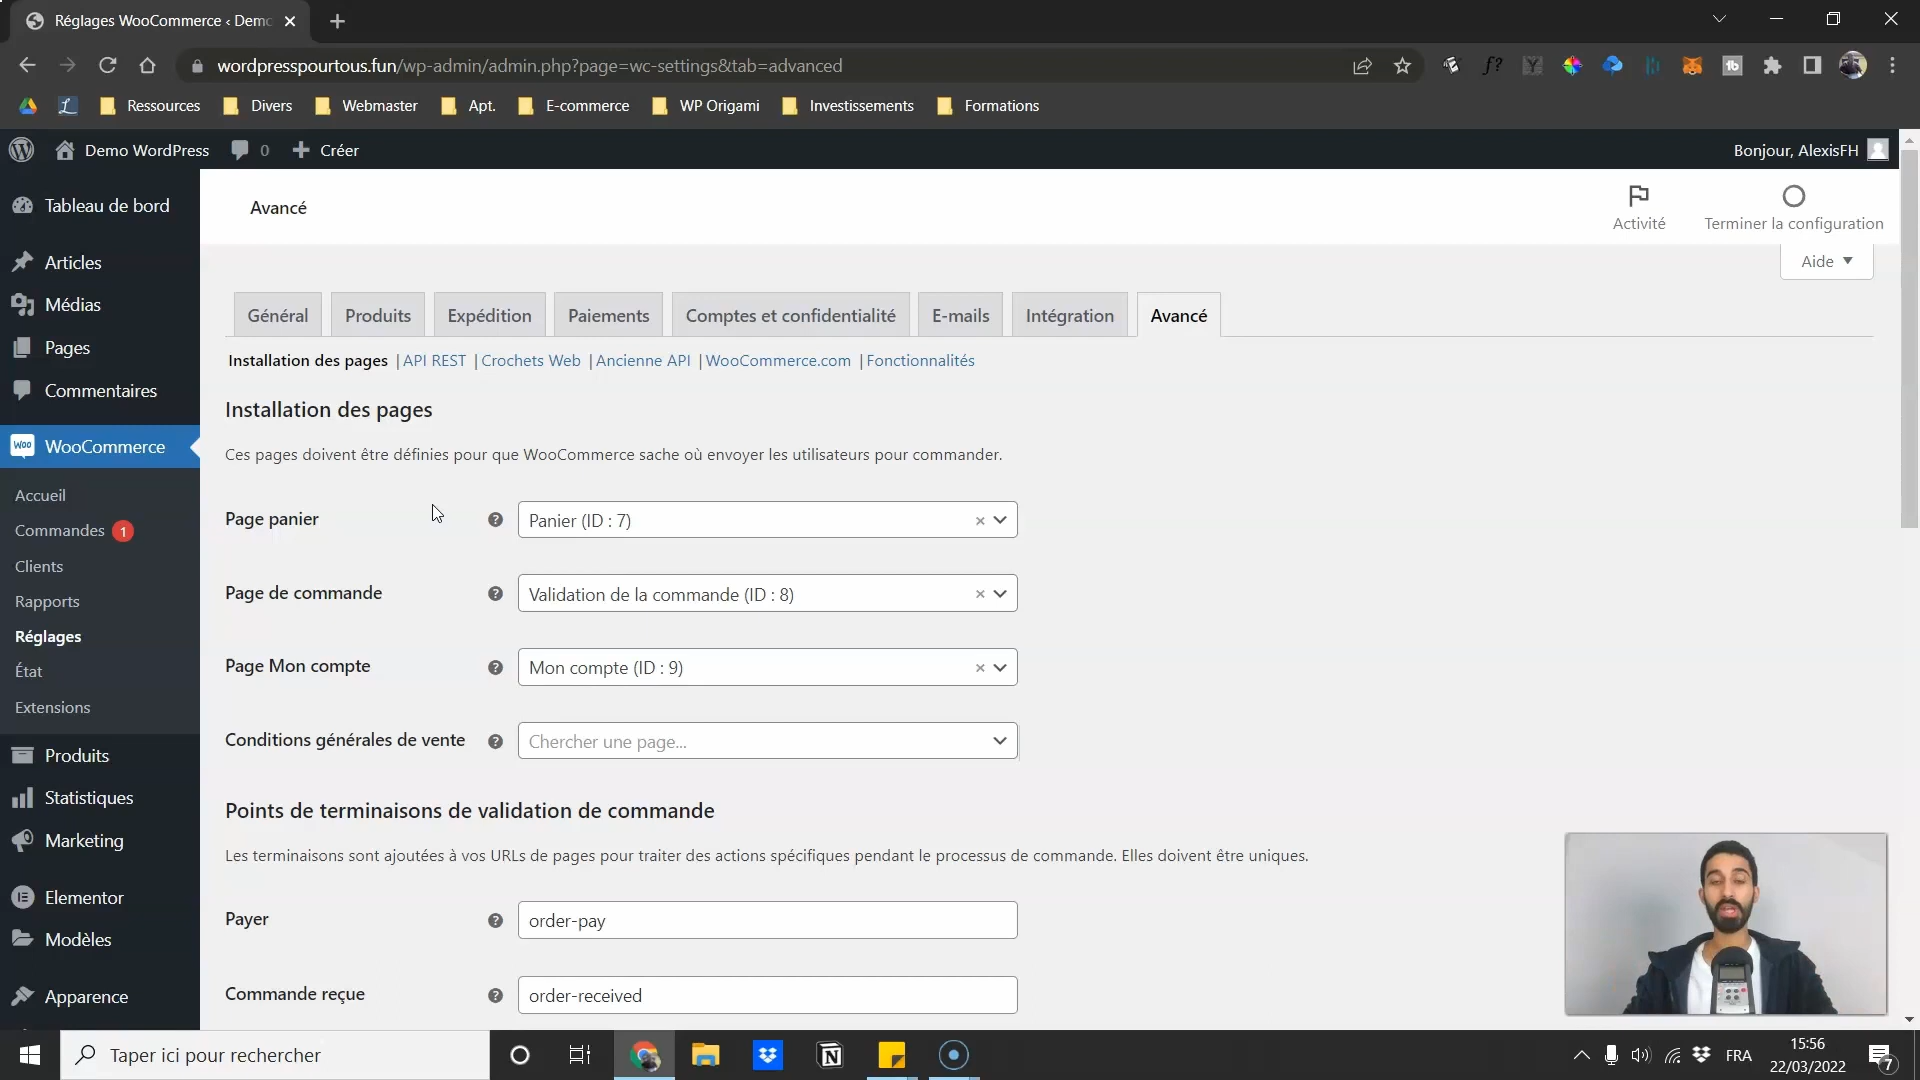 Réglages WooCommerce ‹ Demo
wordpresspourtous.fun/wp-admin/admin.php?page=wc-settings&tab=advanced
Ressources
Divers
Webmaster
Apt.
E-commerce
WP Origami
Investissements
Formations
Demo WordPress
0
Créer
Bonjour, AlexisFH
Tableau de bord
Articles
Médias
Pages
Commentaires
WooCommerce
Accueil
Commandes 1
Clients
Rapports
Réglages
État
Extensions
Produits
Statistiques
Marketing
Elementor
Modèles
Apparence
Avancé
Activité
Terminer la configuration
Aide
Général
Produits
Expédition
Paiements
Comptes et confidentialité
E-mails
Intégration
Avancé
Installation des pages | API REST | Crochets Web | Ancienne API | WooCommerce.com | Fonctionnalités
Installation des pages
Ces pages doivent être définies pour que WooCommerce sache où envoyer les utilisateurs pour commander.
Page panier
Panier (ID : 7)
Page de commande
Validation de la commande (ID : 8)
Page Mon compte
Mon compte (ID : 9)
Conditions générales de vente
Chercher une page...
Points de terminaisons de validation de commande
Les terminaisons sont ajoutées à vos URLs de pages pour traiter des actions spécifiques pendant le processus de commande. Elles doivent être uniques.
Payer
order-pay
Commande reçue
order-received
Taper ici pour rechercher
FRA
15:56
22/03/2022
7